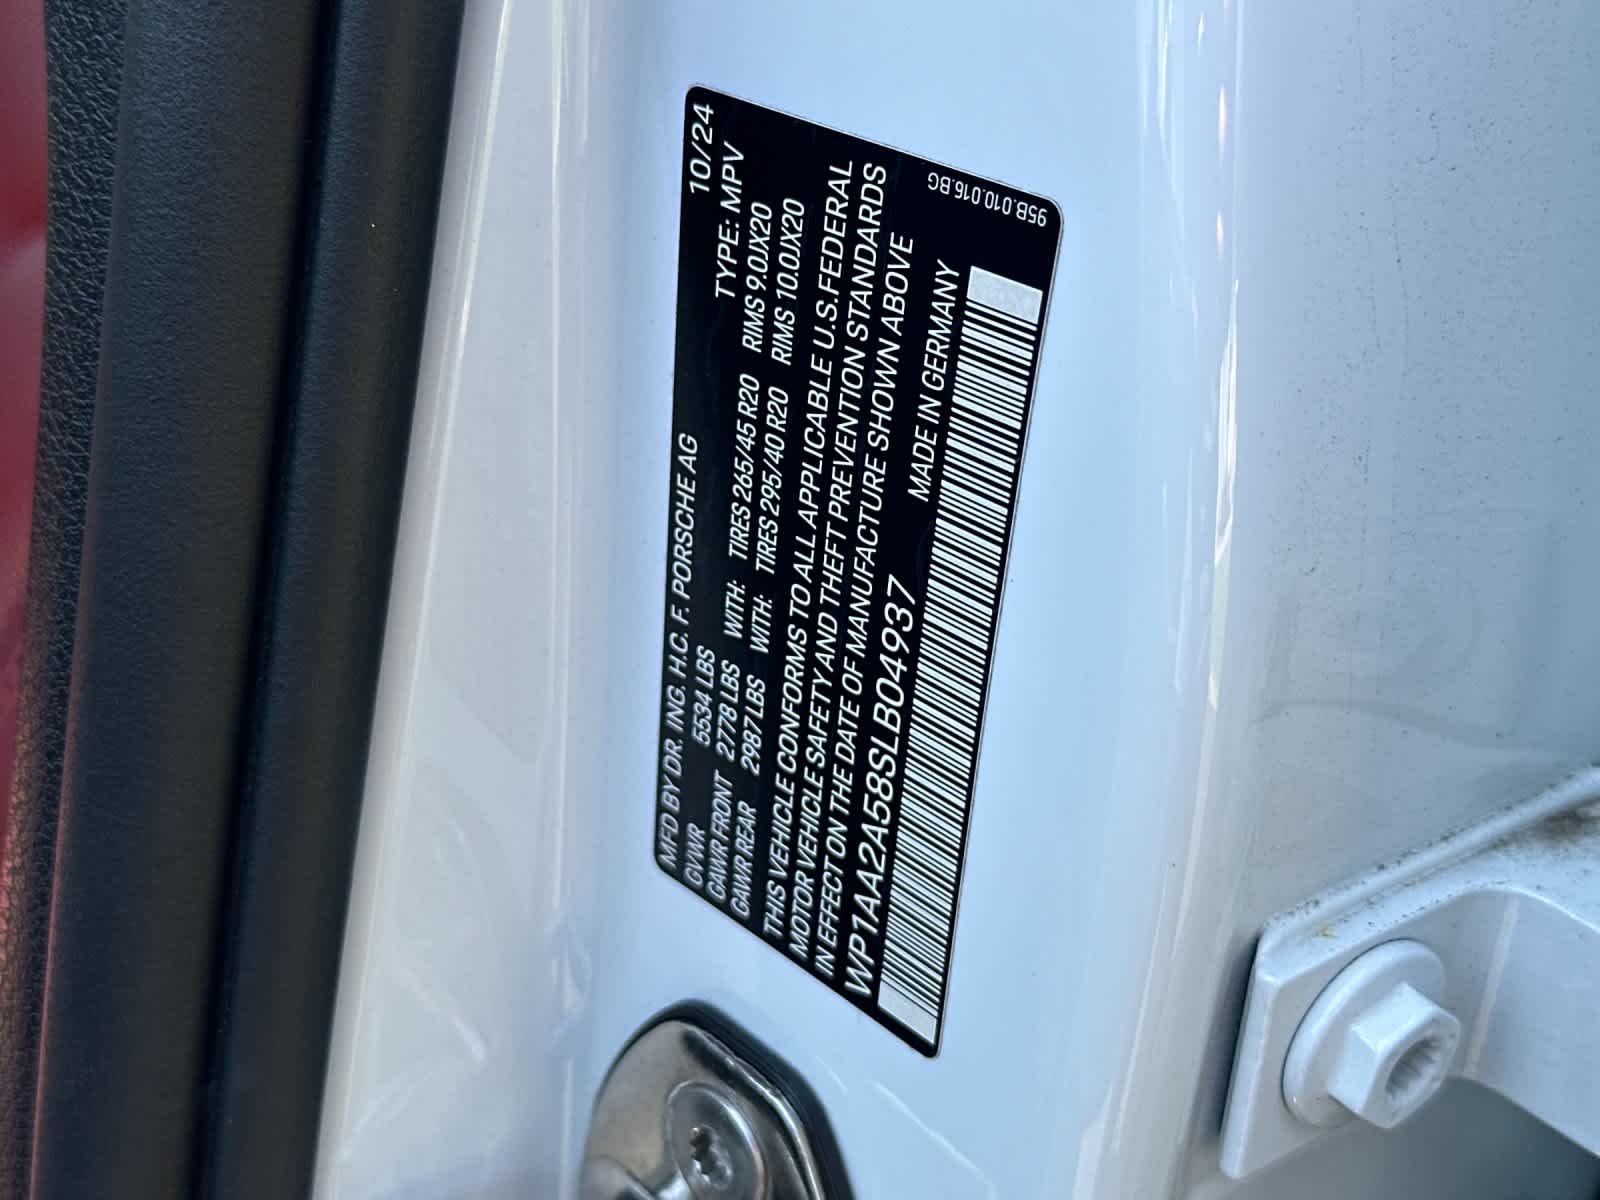 MFD BY DR. ING. H.C. F. PORSCHE AG 10/24
GVWR 5534 LBS TYPE: MPV
GAWR FRONT 2778 LBS WITH: TIRES 265/45 R20 RIMS 9.0JX20
GAWR REAR 2987 LBS WITH: TIRES 295/40 R20 RIMS 10.0JX20
THIS VEHICLE CONFORMS TO ALL APPLICABLE U.S.FEDERAL
MOTOR VEHICLE SAFETY AND THEFT PREVENTION STANDARDS
IN EFFECT ON THE DATE OF MANUFACTURE SHOWN ABOVE
WP1AA2A58SLB04937 MADE IN GERMANY
95B.010.016.BG